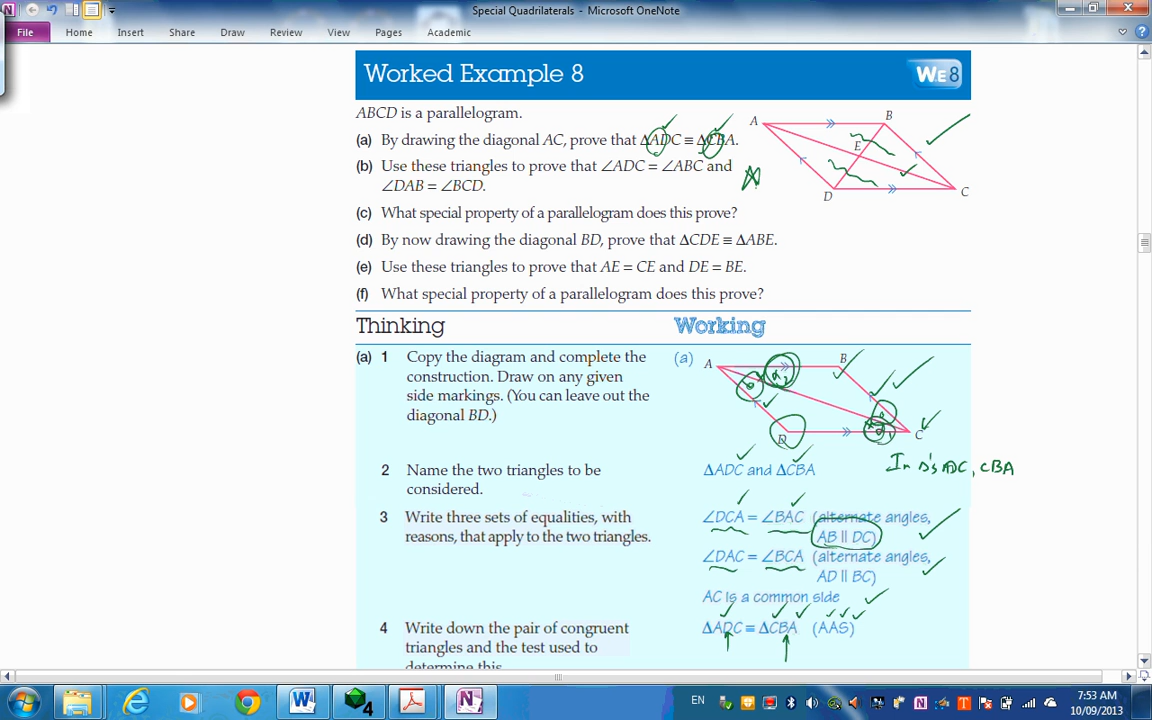 Special Quadrilaterals - Microsoft OneNote
File Home Insert Share Draw Review View Pages Academic
Worked Example 8
WE 8
ABCD is a parallelogram.
(a) By drawing the diagonal AC, prove that ΔADC ≡ ΔCBA.
(b) Use these triangles to prove that ∠ADC = ∠ABC and
∠DAB = ∠BCD.
(c) What special property of a parallelogram does this prove?
(d) By now drawing the diagonal BD, prove that ΔCDE ≡ ΔABE.
(e) Use these triangles to prove that AE = CE and DE = BE.
(f) What special property of a parallelogram does this prove?
A
B
E
D
C
Thinking
Working
(a) 1 Copy the diagram and complete the
construction. Draw on any given
side markings. (You can leave out the
diagonal BD.)
(a)
A
B
D
C
In Δ's ADC, CBA
2 Name the two triangles to be
considered.
ΔADC and ΔCBA
3 Write three sets of equalities, with
reasons, that apply to the two triangles.
∠DCA = ∠BAC (alternate angles,
AB || DC)
∠DAC = ∠BCA (alternate angles,
AD || BC)
AC is a common side
4 Write down the pair of congruent
triangles and the test used to
determine this.
ΔADC ≡ ΔCBA (AAS)
EN
7:53 AM
10/09/2013